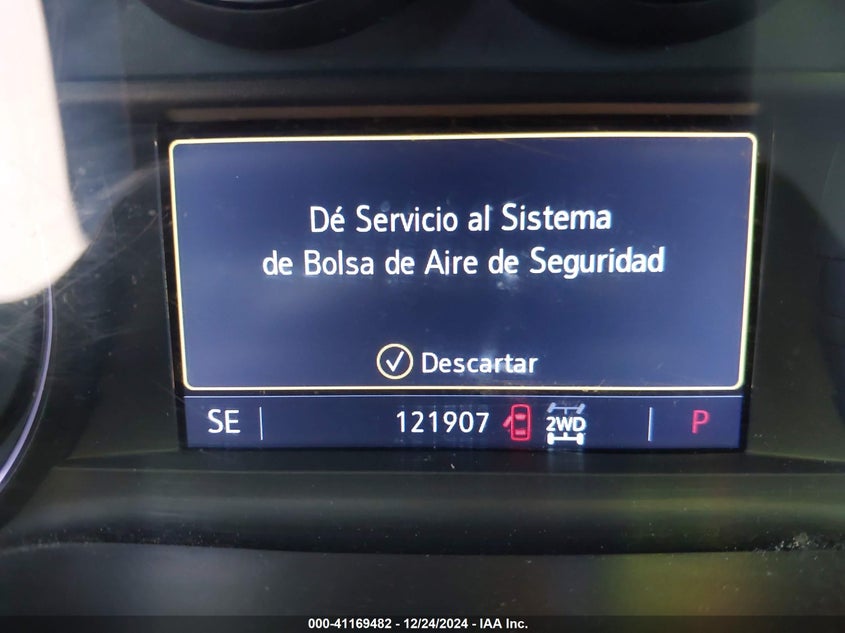 Dé Servicio al Sistema
de Bolsa de Aire de Seguridad
Descartar
SE 121907 2WD P
000-41169482 - 12/24/2024 - IAA Inc.